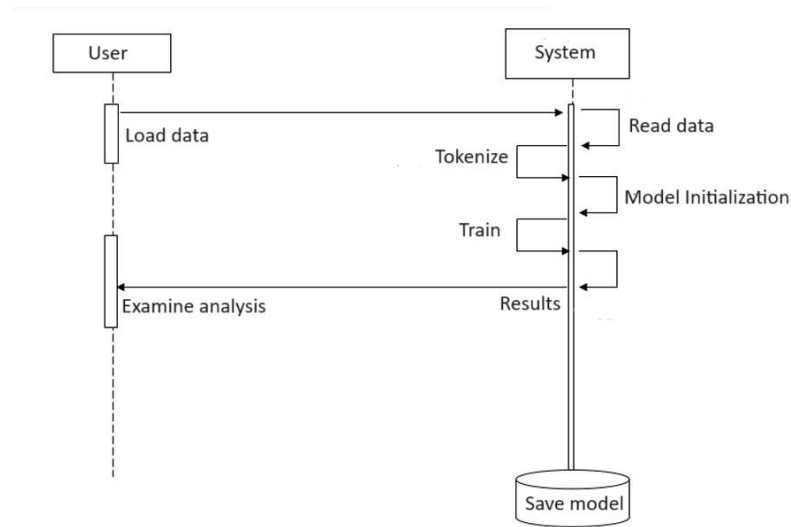 User
System
Load data
Read data
Tokenize
Model Initialization
Train
Examine analysis
Results
Save model